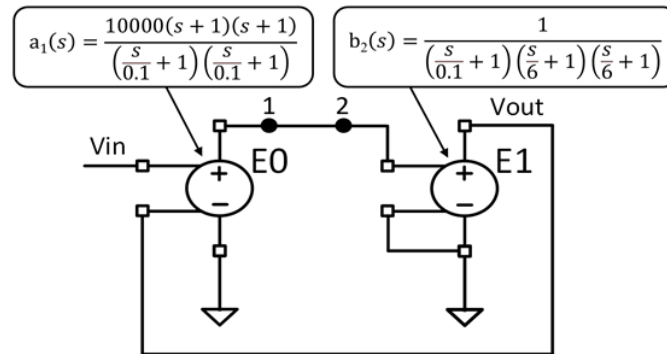 a₁(s) = 10000(s + 1)(s + 1) / (s/0.1 + 1)(s/0.1 + 1)
b₂(s) = 1 / (s/0.1 + 1)(s/6 + 1)(s/6 + 1)
1 2 Vout
Vin + E0 + E1
− −